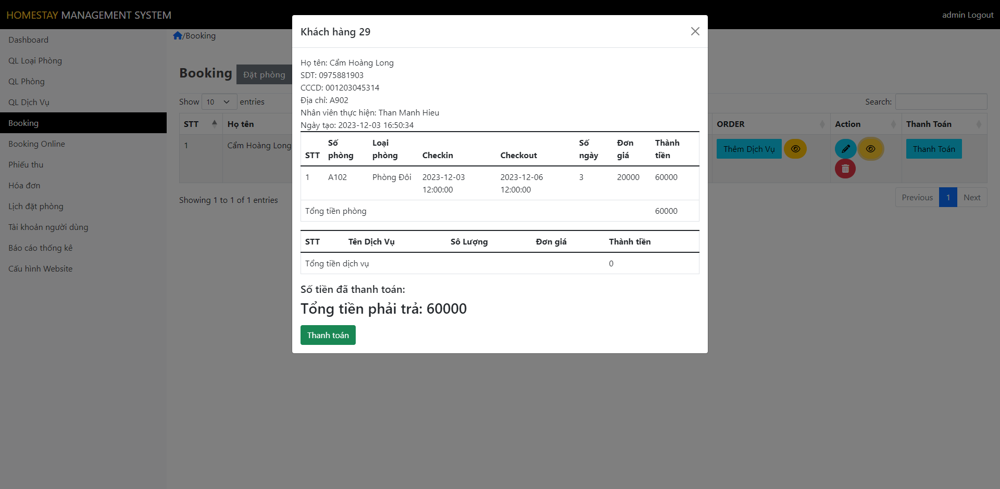 HOMESTAY MANAGEMENT SYSTEM
admin Logout
Dashboard
QL Loại Phòng
QL Phòng
QL Dịch Vụ
Booking
Booking Online
Phiếu thu
Hóa đơn
Lịch đặt phòng
Tài khoản người dùng
Báo cáo thống kê
Cấu hình Website
/Booking
Booking Đặt phòng
Show 10 entries
Search:
STT Họ tên ORDER Action Thanh Toán
1 Cẩm Hoàng Long Thêm Dịch Vụ Thanh Toán
Showing 1 to 1 of 1 entries
Previous 1 Next
Khách hàng 29
Họ tên: Cẩm Hoàng Long
SDT: 0975881903
CCCD: 001203045314
Địa chỉ: A902
Nhân viên thực hiện: Than Manh Hieu
Ngày tạo: 2023-12-03 16:50:34
STT Số phòng Loại phòng Checkin Checkout Số ngày Đơn giá Thành tiền
1 A102 Phòng Đôi 2023-12-03 12:00:00 2023-12-06 12:00:00 3 20000 60000
Tổng tiền phòng 60000
STT Tên Dịch Vụ Sô Lượng Đơn giá Thành tiền
Tổng tiền dịch vụ 0
Số tiền đã thanh toán:
Tổng tiền phải trả: 60000
Thanh toán